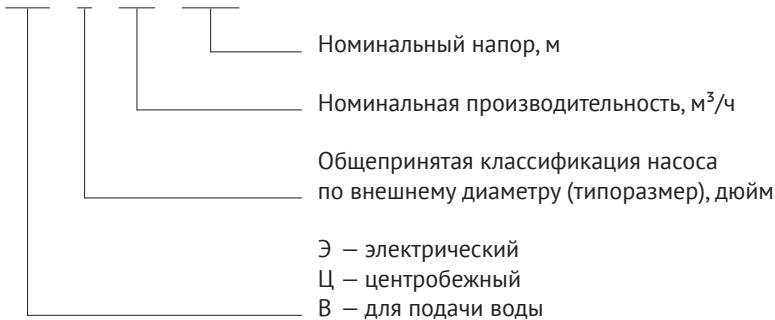 Номинальный напор, м
Номинальная производительность, м³/ч
Общепринятая классификация насоса
по внешнему диаметру (типоразмер), дюйм
Э — электрический
Ц — центробежный
В — для подачи воды